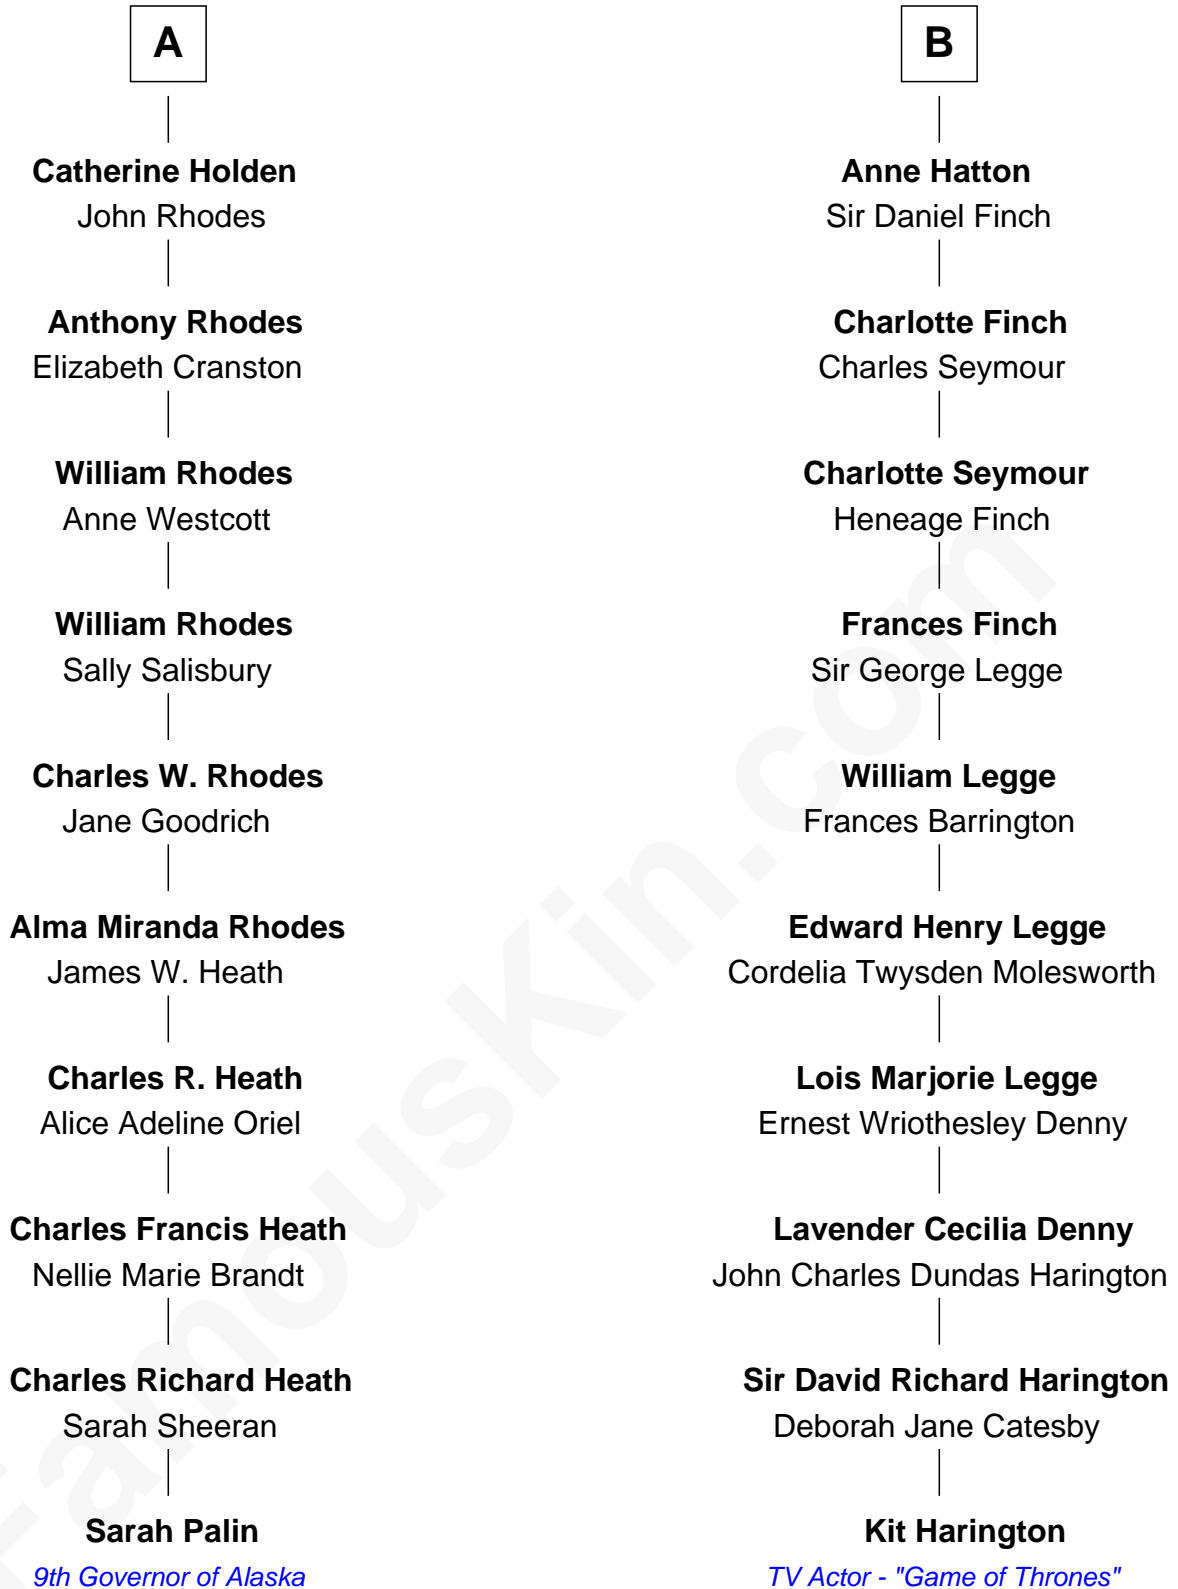 A
Catherine Holden
John Rhodes
Anthony Rhodes
Elizabeth Cranston
William Rhodes
Anne Westcott
William Rhodes
Sally Salisbury
Charles W. Rhodes
Jane Goodrich
Alma Miranda Rhodes
James W. Heath
Charles R. Heath
Alice Adeline Oriel
Charles Francis Heath
Nellie Marie Brandt
Charles Richard Heath
Sarah Sheeran
Sarah Palin
9th Governor of Alaska
B
Anne Hatton
Sir Daniel Finch
Charlotte Finch
Charles Seymour
Charlotte Seymour
Heneage Finch
Frances Finch
Sir George Legge
William Legge
Frances Barrington
Edward Henry Legge
Cordelia Twysden Molesworth
Lois Marjorie Legge
Ernest Wriothesley Denny
Lavender Cecilia Denny
John Charles Dundas Harington
Sir David Richard Harington
Deborah Jane Catesby
Kit Harington
TV Actor - "Game of Thrones"
FamousKin.com